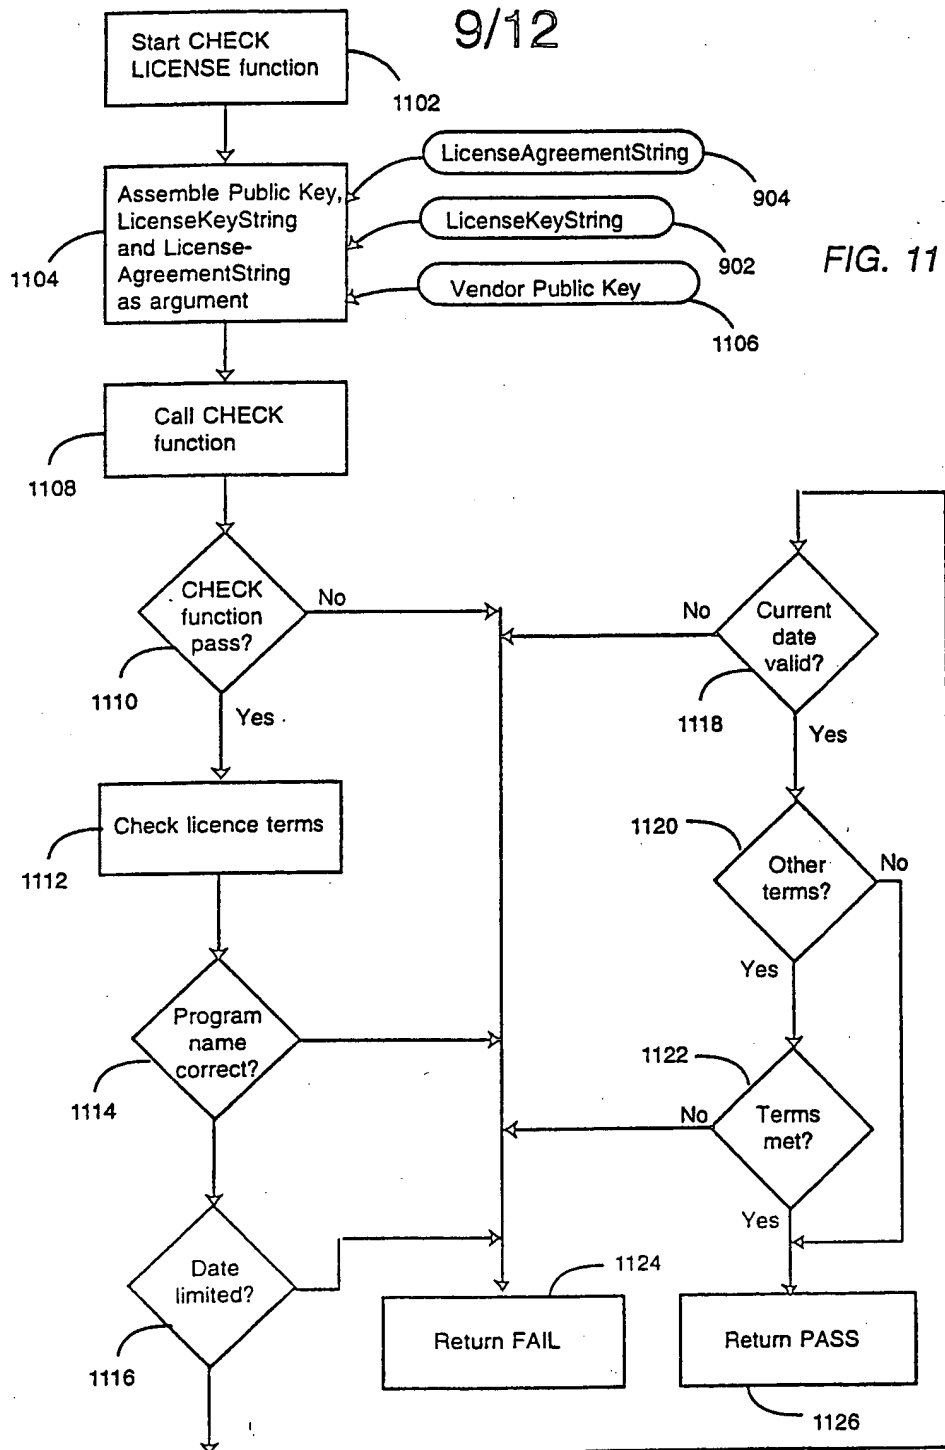 9/12
Start CHECK
LICENSE function
1102
LicenseAgreementString
904
Assemble Public Key,
LicenseKeyString
and License-
AgreementString
as argument
1104
LicenseKeyString
902
FIG. 11
Vendor Public Key
1106
Call CHECK
function
1108
CHECK
function
pass?
No
1110
Yes
Check licence terms
1112
Program
name
correct?
1114
Date
limited?
1116
No
Current
date
valid?
1118
Yes
1120
Other
terms?
No
Yes
1122
No
Terms
met?
Yes
1124
Return FAIL
Return PASS
1126